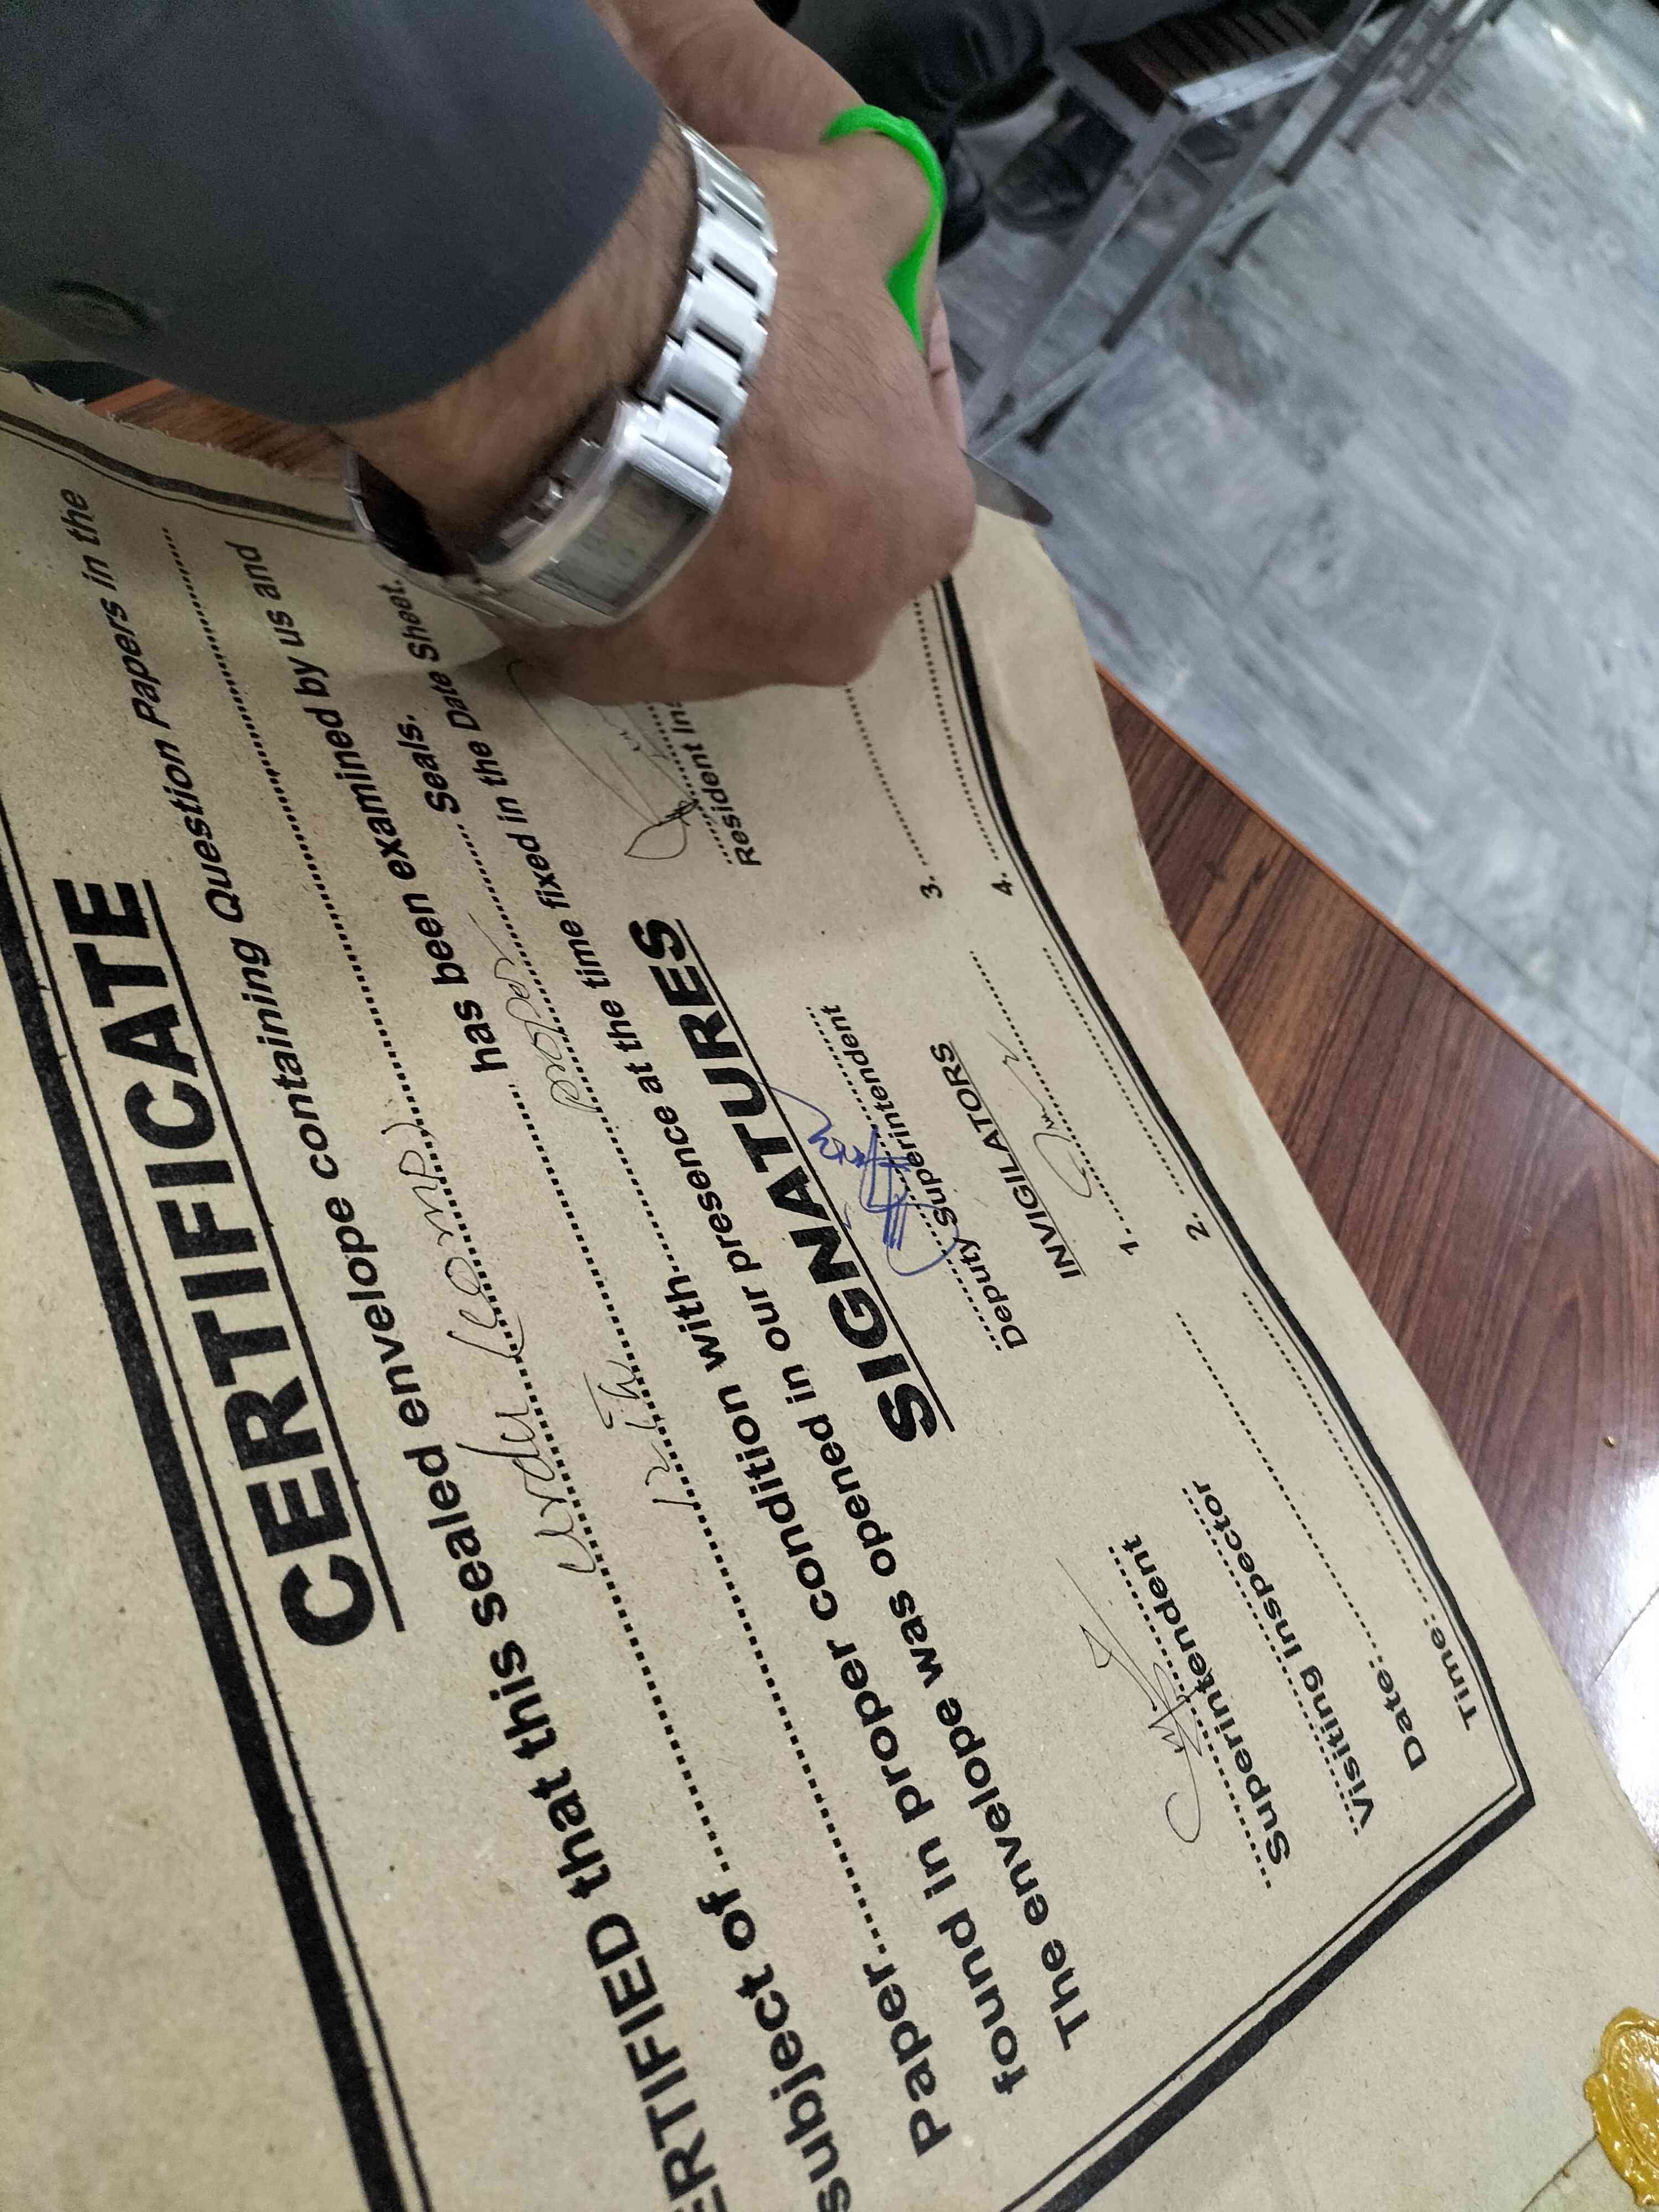 CERTIFICATE
ERTIFIED that this sealed envelope containing Question Papers in the
subject of ........ urdu (comp) ........
Paper ........ 12th ........ has been examined by us and
found in proper condition with ........ proper ........ Seals.
The envelope was opened in our presence at the time fixed in the Date Sheet.
SIGNATURES
Superintendent
Deputy Superintendent
Resident Ins
Visiting Inspector
INVIGILATORS
Date: ........
1. ........
3. ........
Time: ........
2. ........
4. ........